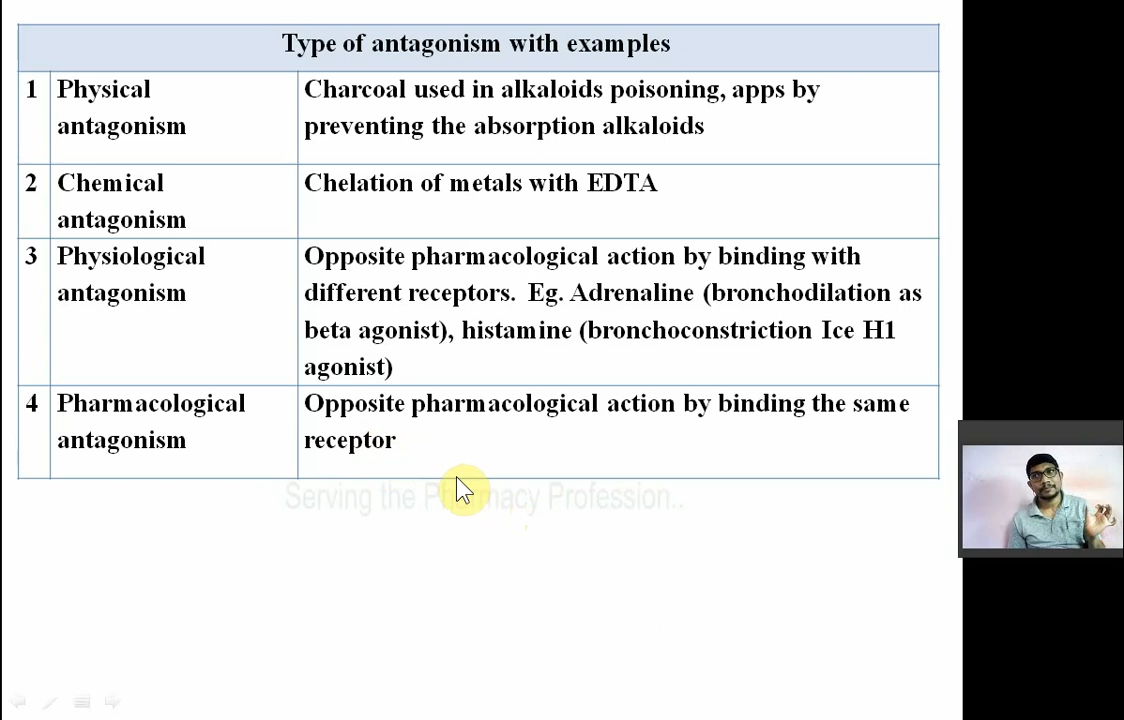 Type of antagonism with examples
1 Physical antagonism
Charcoal used in alkaloids poisoning, apps by
preventing the absorption alkaloids
2 Chemical antagonism
Chelation of metals with EDTA
3 Physiological antagonism
Opposite pharmacological action by binding with
different receptors. Eg. Adrenaline (bronchodilation as
beta agonist), histamine (bronchoconstriction Ice H1
agonist)
4 Pharmacological antagonism
Opposite pharmacological action by binding the same
receptor
Serving the Pharmacy Profession..